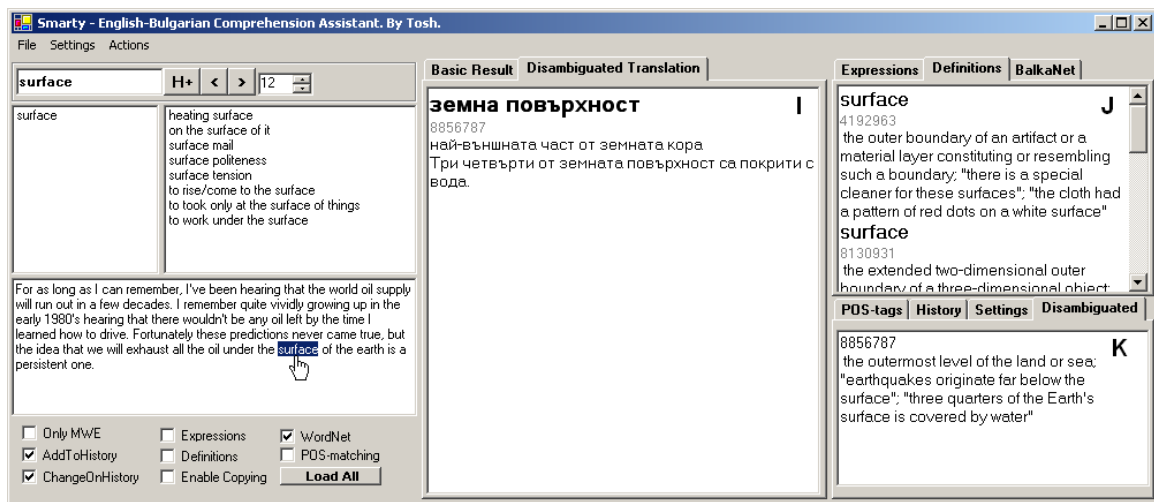 Smarty - English-Bulgarian Comprehension Assistant. By Tosh.
File Settings Actions
surface H+ < > 12
surface
heating surface
on the surface of it
surface mail
surface politeness
surface tension
to rise/come to the surface
to took only at the surface of things
to work under the surface
For as long as I can remember, I've been hearing that the world oil supply
will run out in a few decades. I remember quite vividly growing up in the
early 1980's hearing that there wouldn't be any oil left by the time I
learned how to drive. Fortunately these predictions never came true, but
the idea that we will exhaust all the oil under the surface of the earth is a
persistent one.
Only MWE Expressions WordNet
AddToHistory Definitions POS-matching
ChangeOnHistory Enable Copying Load All
Basic Result Disambiguated Translation
земна повърхност I
8856787
най-външната част от земната кора
Три четвърти от земната повърхност са покрити с
вода.
Expressions Definitions BalkaNet
surface J
4192963
the outer boundary of an artifact or a
material layer constituting or resembling
such a boundary; "there is a special
cleaner for these surfaces"; "the cloth had
a pattern of red dots on a white surface"
surface
8130931
the extended two-dimensional outer
boundary of a three-dimensional object;
POS-tags History Settings Disambiguated
8856787 K
the outermost level of the land or sea;
"earthquakes originate far below the
surface"; "three quarters of the Earth's
surface is covered by water"